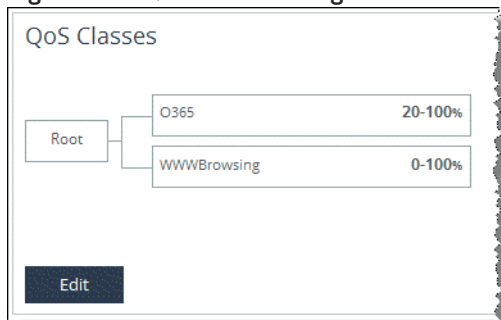 QoS Classes
O365 20-100%
Root
WWWBrowsing 0-100%
Edit